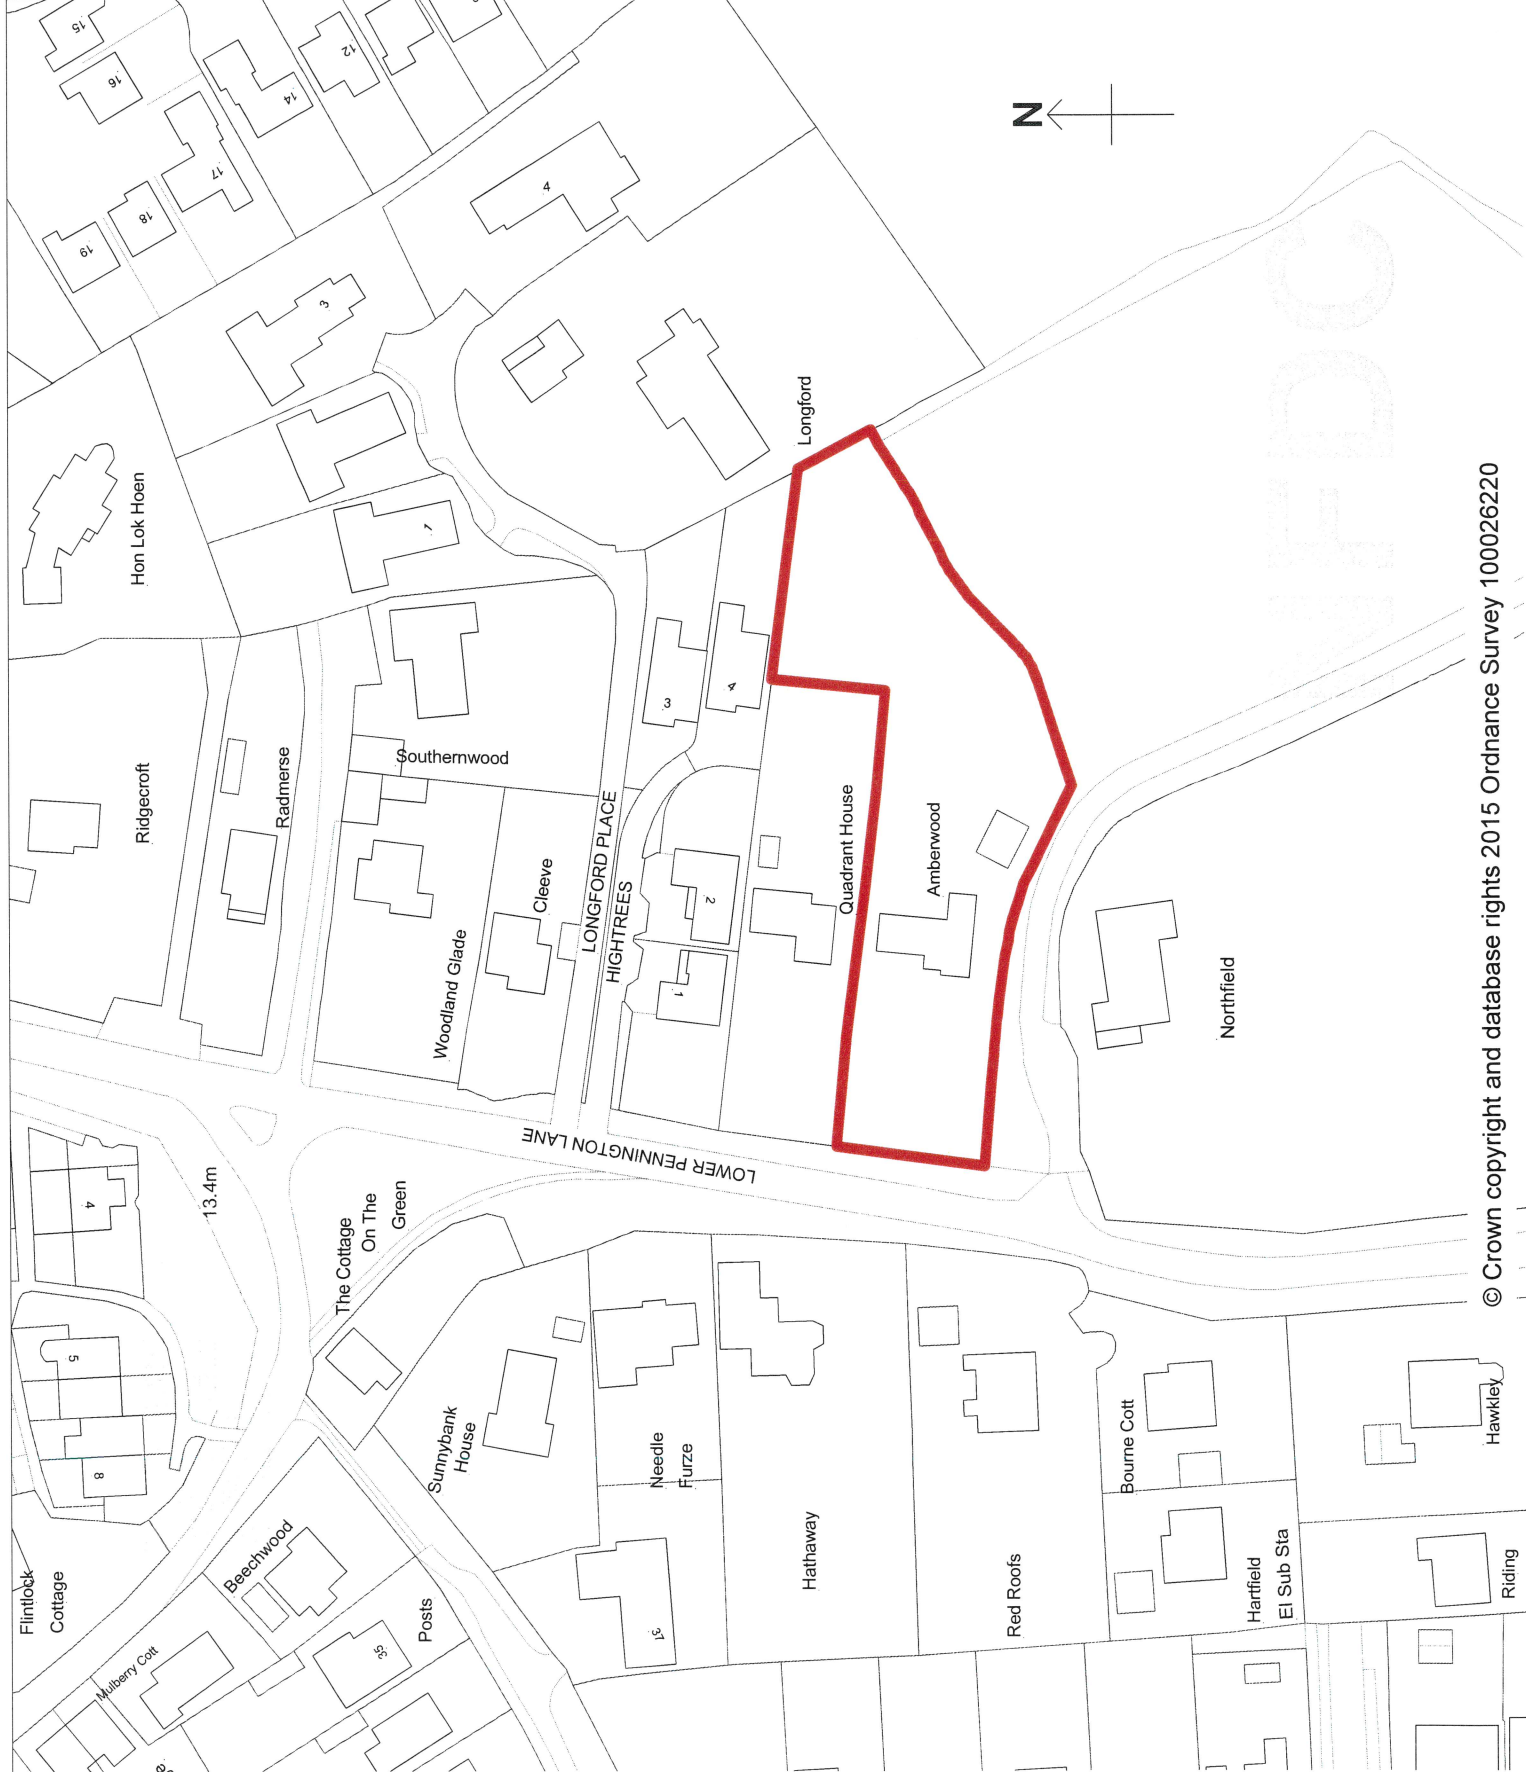 15
16
17
14
12
18
19
4
3
Hon Lok Hoen
1
Longford
N
Ridgecroft
Radmerse
Southernwood
3
4
Woodland Glade
Cleeve
LONGFORD PLACE
HIGHTREES
2
1
Quadrant House
Amberwood
Northfield
LOWER PENNINGTON LANE
4
13.4m
The Cottage
On The
Green
5
8
Sunnybank
House
Needle
Furze
Hathaway
Red Roofs
Bourne Cott
Hawkley
Flintlock
Cottage
Beechwood
Mulberry Cott
Posts
35
31
Hartfield
El Sub Sta
Riding
NFDC
© Crown copyright and database rights 2015 Ordnance Survey 100026220